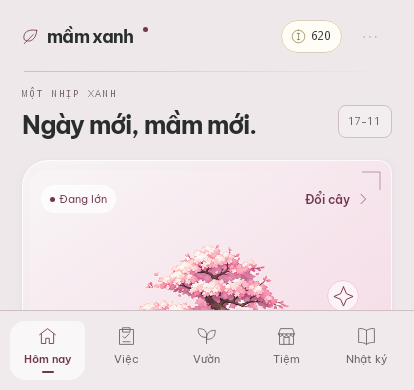 mầm xanh
620
MỘT NHỊP XANH
Ngày mới, mầm mới.
17–11
Đang lớn
Đổi cây
Hôm nay
Việc
Vườn
Tiệm
Nhật ký